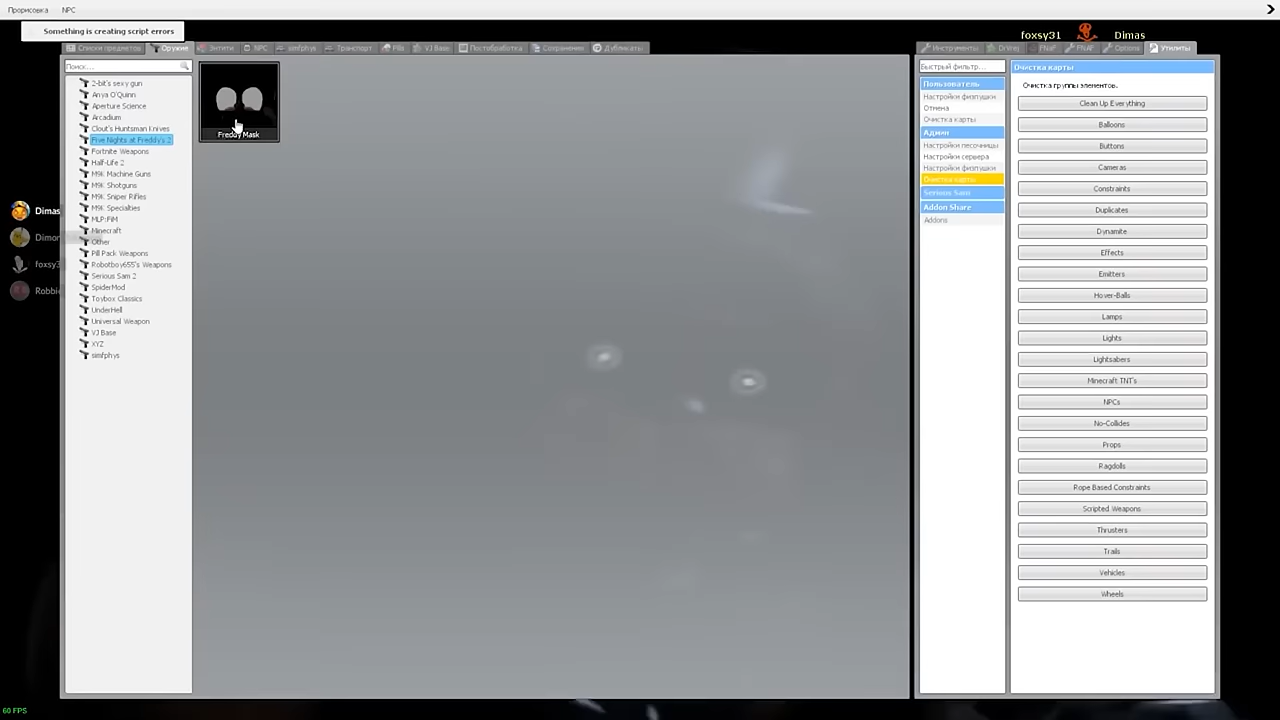 Прорисовка NPC
Something is creating script errors
foxsy31 Dimas
Списки предметов Оружие Энтити NPC simfphys Транспорт Pills VJ Base Постобработка Сохранения Дубликаты
Инструменты Drive FNaF FNAF Options Утилиты
Поиск...
2-bit's sexy gun
Anya O'Quinn
Aperture Science
Arcadium
Clout's Huntsman Knives
Five Nights at Freddy's 2
Fortnite Weapons
Half-Life 2
M9K Machine Guns
M9K Shotguns
M9K Sniper Rifles
M9K Specialties
MLP:FiM
Minecraft
Other
Pill Pack Weapons
Robotboy655's Weapons
Serious Sam 2
SpiderMod
Toybox Classics
UnderHell
Universal Weapon
VJ Base
XYZ
simfphys
Dimas
Dimon
foxsy3
Robbie
Freddy Mask
Быстрый фильтр...
Пользователь
Настройки физпушки
Отмена
Очистка карты
Админ
Настройки песочницы
Настройки сервера
Настройки физпушки
Очистка карты
Serious Sam
Addon Share
Addons
Очистка карты
Очистка группы элементов.
Clean Up Everything
Balloons
Buttons
Cameras
Constraints
Duplicates
Dynamite
Effects
Emitters
Hover-Balls
Lamps
Lights
Lightsabers
Minecraft TNT's
NPCs
No-Collides
Props
Ragdolls
Rope Based Constraints
Scripted Weapons
Thrusters
Trails
Vehicles
Wheels
60 FPS